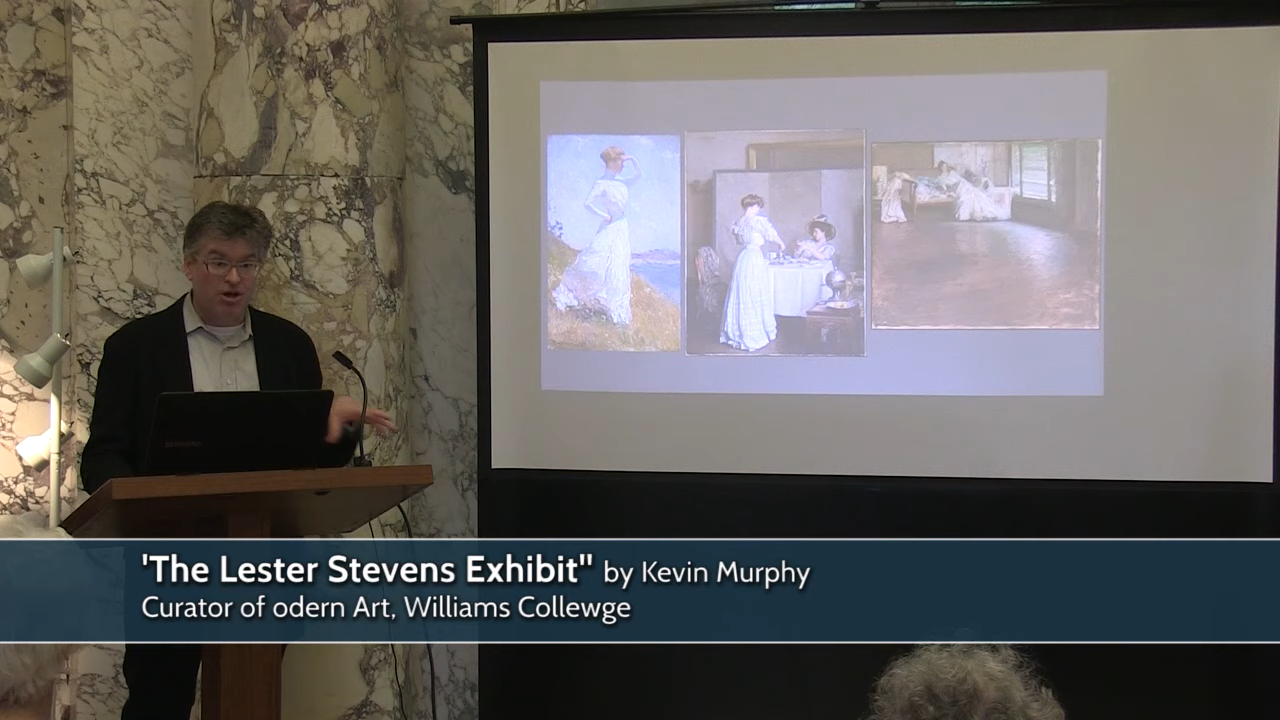 'The Lester Stevens Exhibit" by Kevin Murphy
Curator of odern Art, Williams Collewge